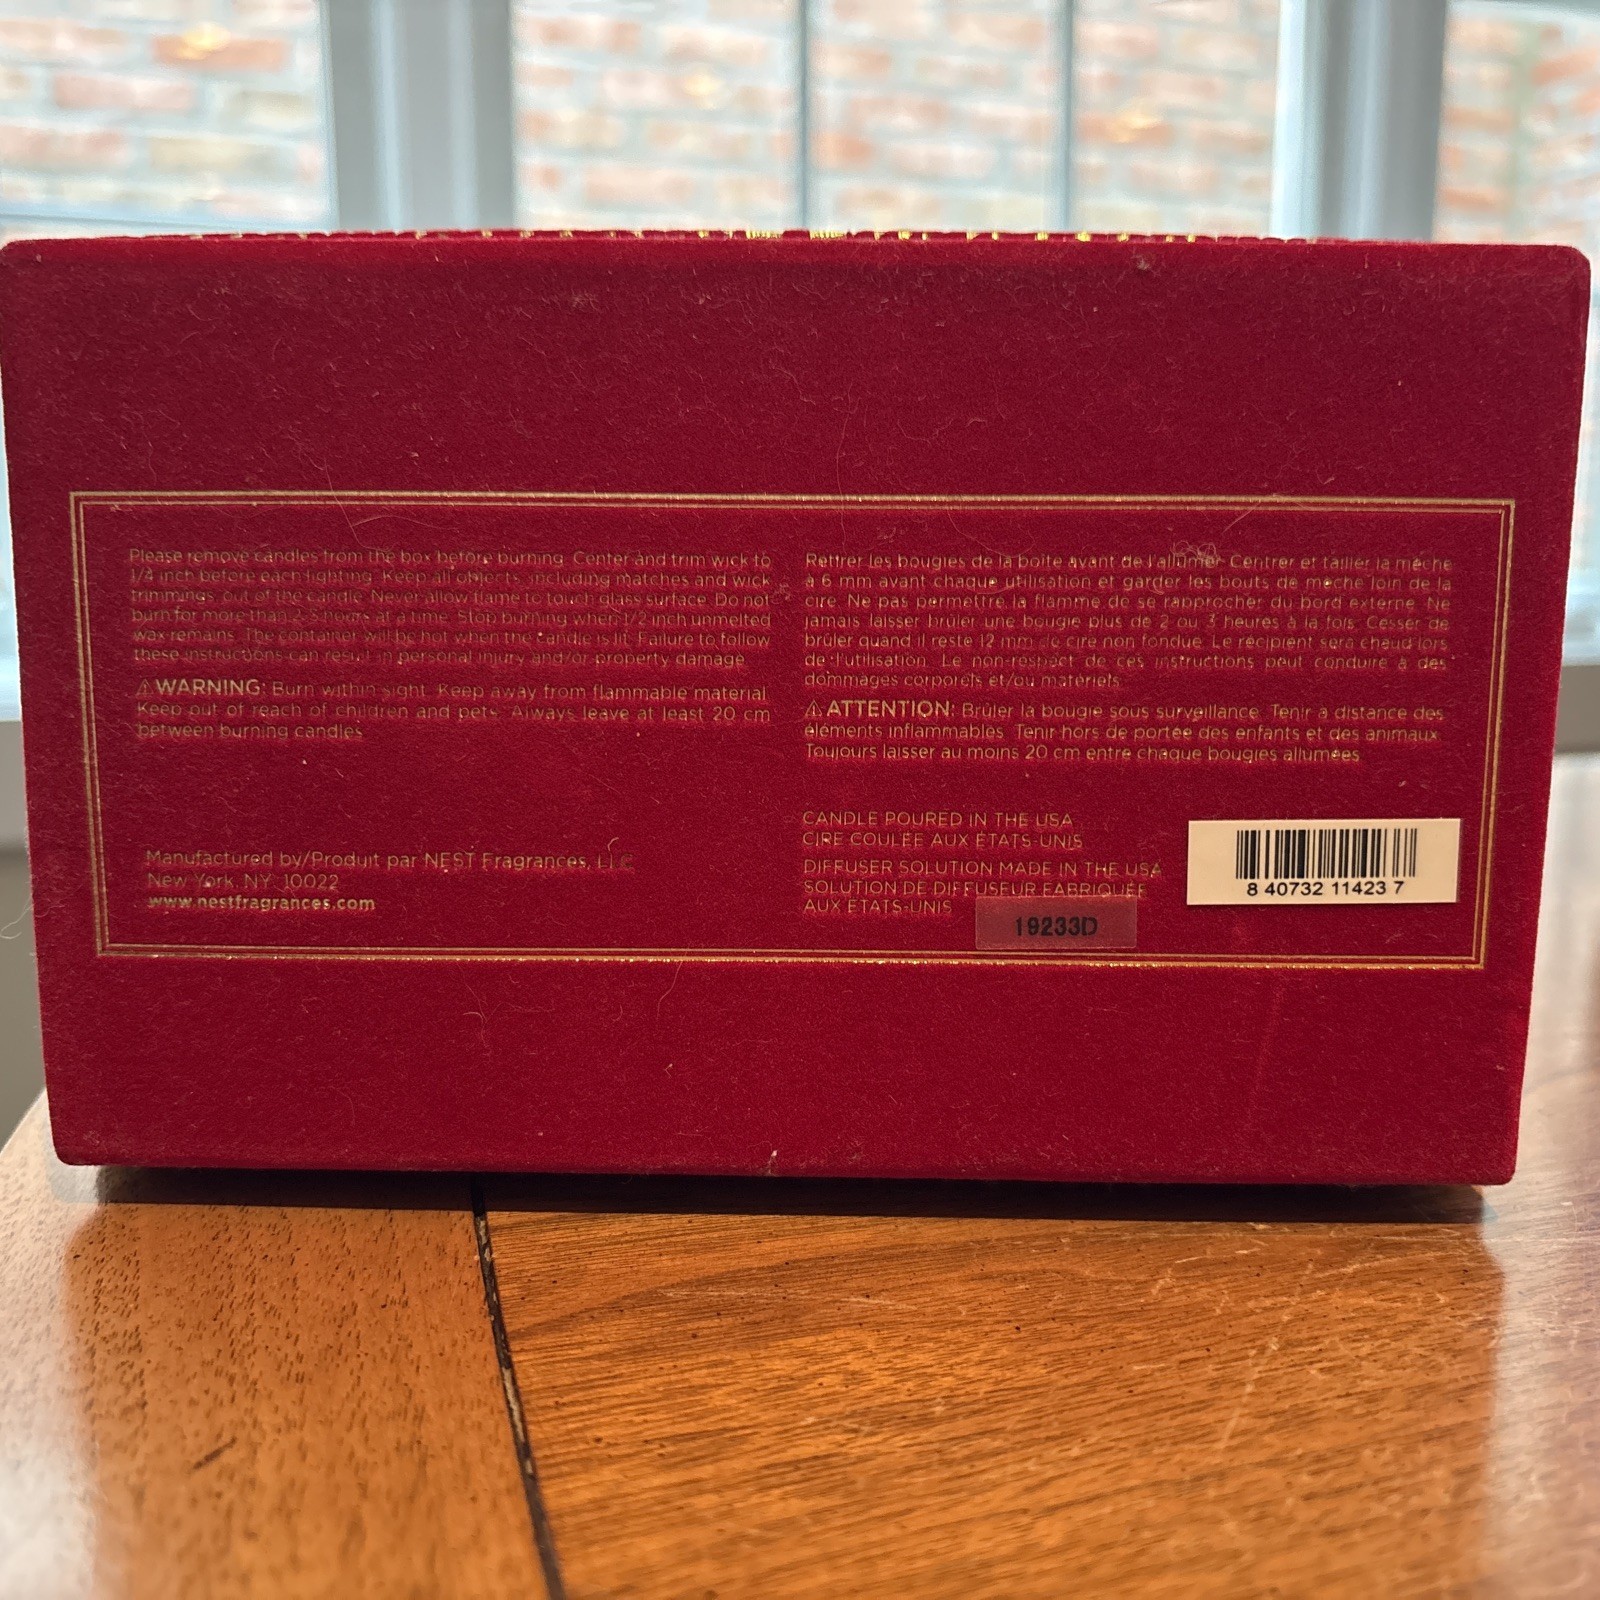 Please remove candles from the box before burning. Center and trim wick to
1/4 inch before each lighting. Keep all objects, including matches and wick
trimmings, out of the candle. Never allow flame to touch glass surface. Do not
burn for more than 2-3 hours at a time. Stop burning when 1/2 inch unmelted
wax remains. The container will be hot when the candle is lit. Failure to follow
these instructions can result in personal injury and/or property damage.
⚠WARNING: Burn within sight. Keep away from flammable material.
Keep out of reach of children and pets. Always leave at least 20 cm
between burning candles.
Manufactured by/Produit par NEST Fragrances,
New York, NY, 10022
www.nestfragrances.com
Retirer les bougies de la boîte avant de l'allumer. Centrer et tailler la mèche
à 6 mm avant chaque utilisation et garder les bouts de mèche loin de la
cire. Ne pas permettre la flamme de se rapprocher du bord externe. Ne
jamais laisser brûler une bougie plus de 2 ou 3 heures à la fois. Cesser de
brûler quand il reste 12 mm de cire non fondue. Le récipient sera chaud lors
de l'utilisation. Le non-respect de ces instructions peut conduire à des
dommages corporels et/ou matériels.
⚠ATTENTION: Brûler la bougie sous surveillance. Tenir à distance des
éléments inflammables. Tenir hors de portée des enfants et des animaux.
Toujours laisser au moins 20 cm entre chaque bougies allumées.
CANDLE POURED IN THE USA
CIRE COULÉE AUX ÉTATS-UNIS
DIFFUSER SOLUTION MADE IN THE USA
SOLUTION DE DIFFUSEUR FABRIQUÉE
AUX ÉTATS-UNIS
19233D
8 40732 11423 7